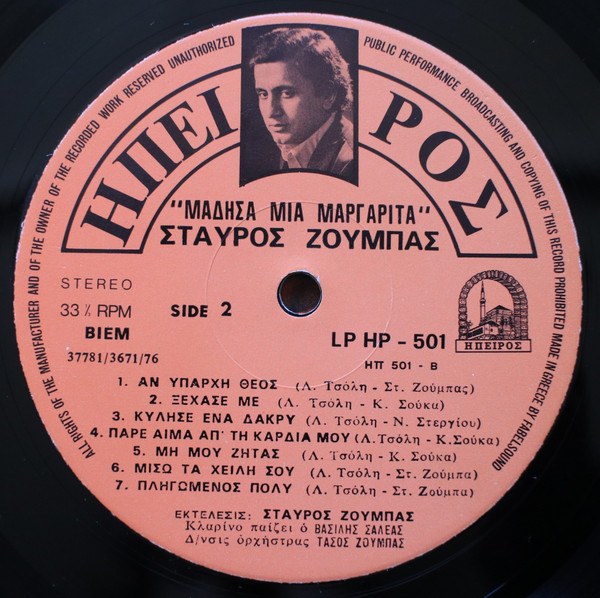 ALL RIGHTS OF THE MANUFACTURER AND OF THE OWNER OF THE RECORDED WORK RESERVED UNAUTHORIZED PUBLIC PERFORMANCE BROADCASTING AND COPYING OF THIS RECORD PROHIBITED MADE IN GREECE BY FABELSOUND
ΗΠΕΙΡΟΣ
"ΜΑΔΗΣΑ ΜΙΑ ΜΑΡΓΑΡΙΤΑ"
ΣΤΑΥΡΟΣ ΖΟΥΜΠΑΣ
STEREO
33 ⅓ RPM
SIDE 2
BIEM
37781/3671/76
LP HP - 501
ΗΠ 501 - Β
ΗΠΕΙΡΟΣ
1. ΑΝ ΥΠΑΡΧΗ ΘΕΟΣ (Λ. Τσόλη - Στ. Ζούμπας)
2. ΞΕΧΑΣΕ ΜΕ (Λ. Τσόλη - Κ. Σούκα)
3. ΚΥΛΗΣΕ ΕΝΑ ΔΑΚΡΥ (Λ. Τσόλη - Ν. Στεργίου)
4. ΠΑΡΕ ΑΙΜΑ ΑΠ' ΤΗ ΚΑΡΔΙΑ ΜΟΥ (Λ.Τσόλη - Κ.Σούκα)
5. ΜΗ ΜΟΥ ΖΗΤΑΣ (Λ. Τσόλη - Κ. Σούκα)
6. ΜΙΣΩ ΤΑ ΧΕΙΛΗ ΣΟΥ (Λ. Τσόλη - Στ. Ζούμπα)
7. ΠΛΗΓΩΜΕΝΟΣ ΠΟΛΥ (Λ. Τσόλη - Στ. Ζούμπα)
ΕΚΤΕΛΕΣΙΣ: ΣΤΑΥΡΟΣ ΖΟΥΜΠΑΣ
Κλαρίνο παίζει ὁ ΒΑΣΙΛΗΣ ΣΑΛΕΑΣ
Δ/νσις ὀρχήστρας ΤΑΣΟΣ ΖΟΥΜΠΑΣ